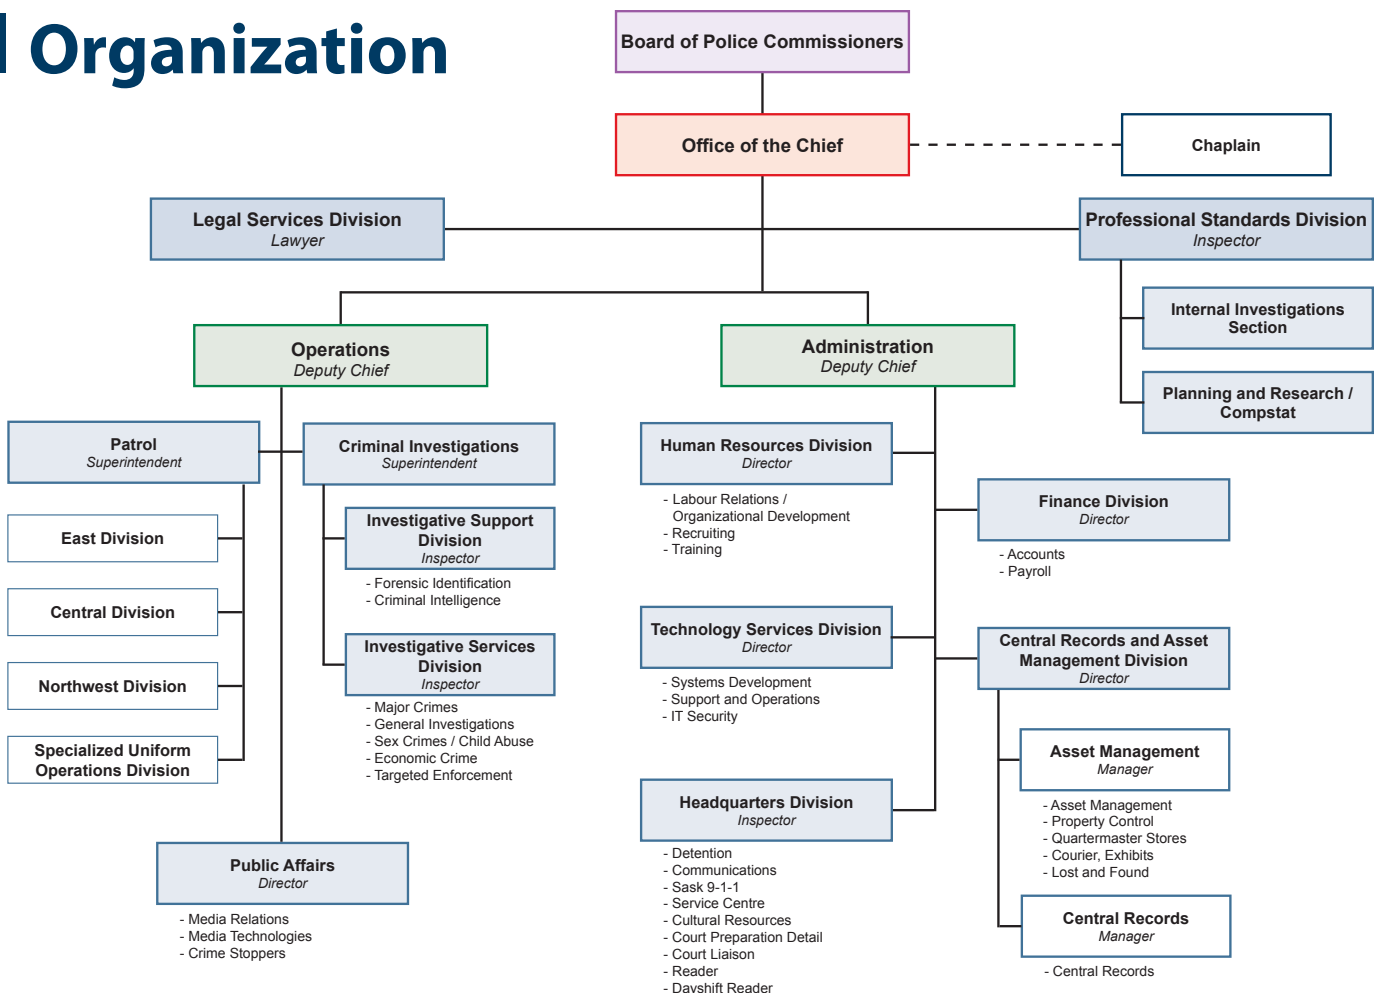 Organization
Board of Police Commissioners
Office of the Chief
Chaplain
Legal Services Division
Lawyer
Professional Standards Division
Inspector
Internal Investigations
Section
Planning and Research /
Compstat
Operations
Deputy Chief
Administration
Deputy Chief
Patrol
Superintendent
East Division
Central Division
Northwest Division
Specialized Uniform
Operations Division
Criminal Investigations
Superintendent
Investigative Support
Division
Inspector
- Forensic Identification
- Criminal Intelligence
Investigative Services
Division
Inspector
- Major Crimes
- General Investigations
- Sex Crimes / Child Abuse
- Economic Crime
- Targeted Enforcement
Public Affairs
Director
- Media Relations
- Media Technologies
- Crime Stoppers
Human Resources Division
Director
- Labour Relations /
Organizational Development
- Recruiting
- Training
Finance Division
Director
- Accounts
- Payroll
Technology Services Division
Director
- Systems Development
- Support and Operations
- IT Security
Central Records and Asset
Management Division
Director
Asset Management
Manager
- Asset Management
- Property Control
- Quartermaster Stores
- Courier, Exhibits
- Lost and Found
Central Records
Manager
- Central Records
Headquarters Division
Inspector
- Detention
- Communications
- Sask 9-1-1
- Service Centre
- Cultural Resources
- Court Preparation Detail
- Court Liaison
- Reader
- Dayshift Reader